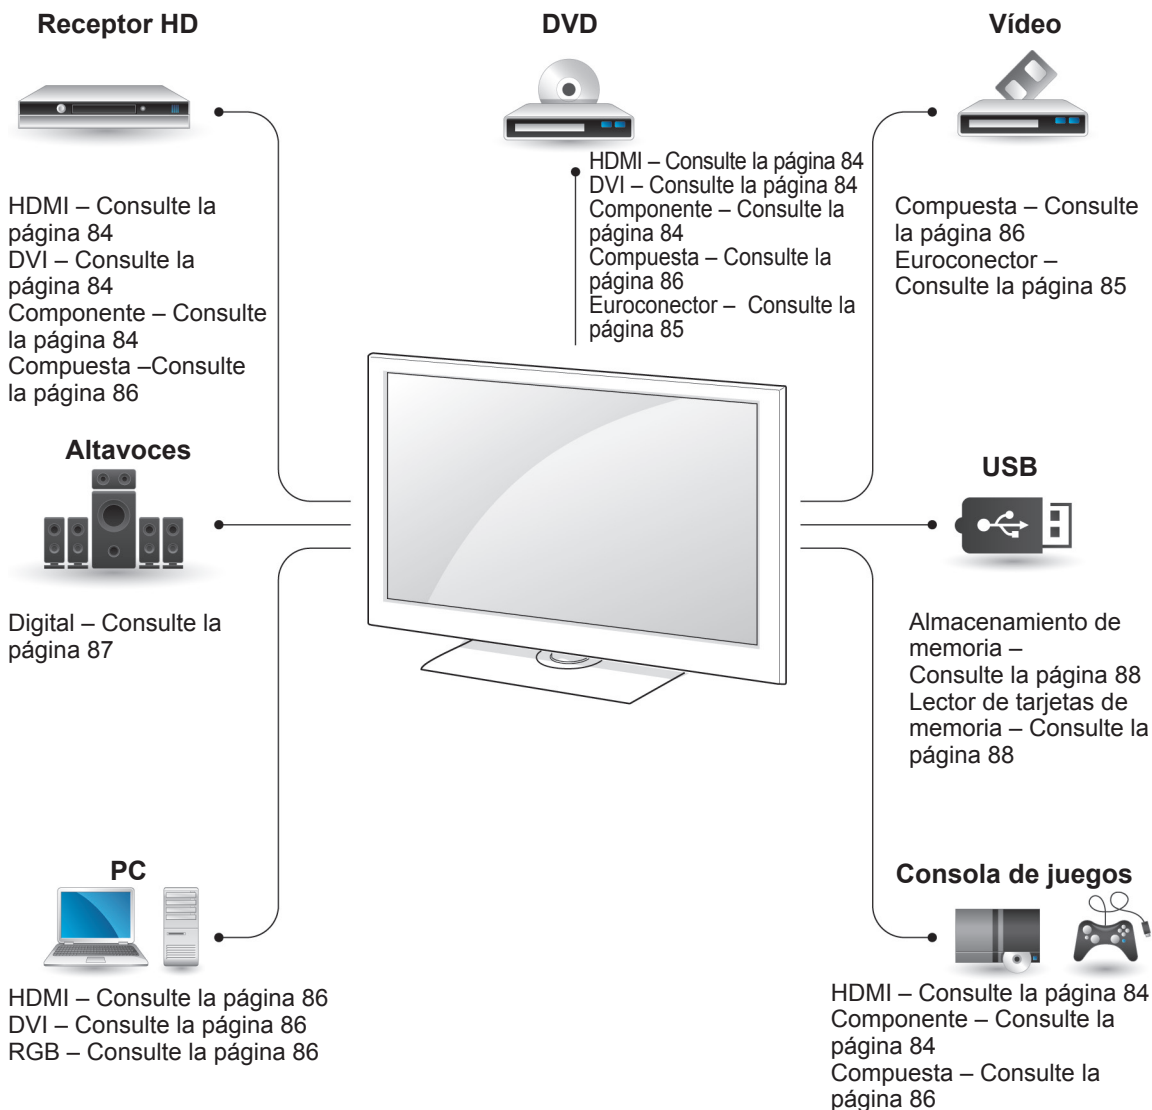 Receptor HD
HDMI – Consulte la
página 84
DVI – Consulte la
página 84
Componente – Consulte
la página 84
Compuesta –Consulte
la página 86
DVD
HDMI – Consulte la página 84
DVI – Consulte la página 84
Componente – Consulte la
página 84
Compuesta – Consulte la
página 86
Euroconector –  Consulte la
página 85
Vídeo
Compuesta – Consulte
la página 86
Euroconector –
Consulte la página 85
Altavoces
Digital – Consulte la
página 87
USB
Almacenamiento de
memoria –
Consulte la página 88
Lector de tarjetas de
memoria – Consulte la
página 88
PC
HDMI – Consulte la página 86
DVI – Consulte la página 86
RGB – Consulte la página 86
Consola de juegos
HDMI – Consulte la página 84
Componente – Consulte la
página 84
Compuesta – Consulte la
página 86